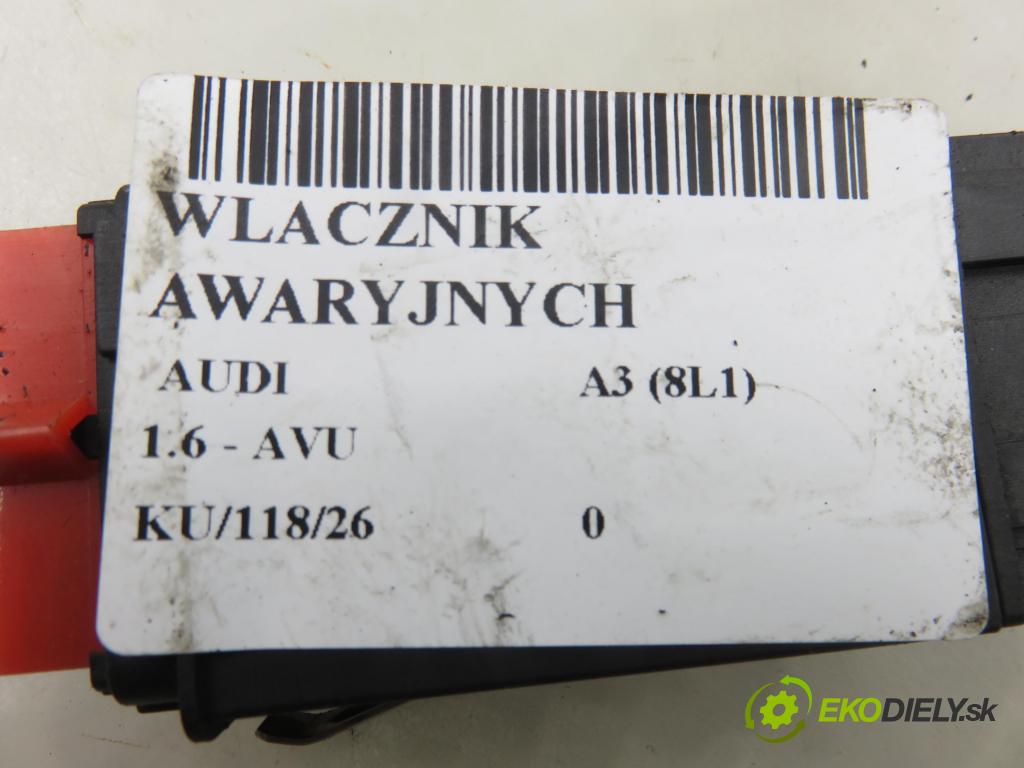 WLACZNIK
AWARYJNYCH
AUDI A3 (8L1)
1.6 - AVU
KU/118/26 0
EKODIELY.sk